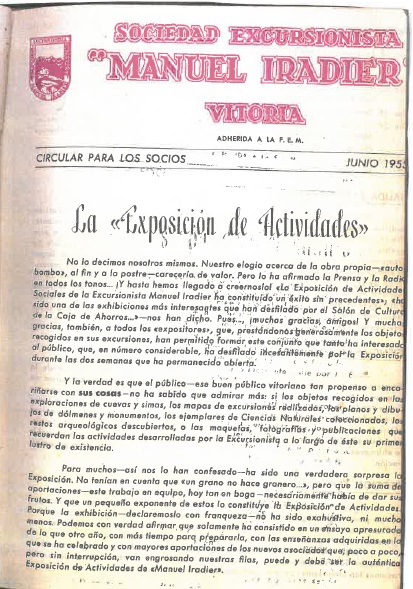 SOCIEDAD EXCURSIONISTA
"MANUEL IRADIER
VITORIA
ADHERIDA A LA F. E. M.
CIRCULAR PARA LOS SOCIOS
JUNIO 1955
La «Exposición de Actividades»
No lo decimos nosotros mismos. Nuestro elogio acerca de la obra propia—«auto
bombo», al fin y a la postre—carecería de valor. Pero lo ha afirmado la Prensa y la Radi
en todos los tonos... ¡Y hasta hemos llegado a creernoslo! «La Exposición de Actividade
Sociales de la Excursionista Manuel Iradier ha constituído un éxito sin precedentes», «ha
sido una de las exhibiciones más interesantes que han desfilado por el Salón de Cultura
de la Caja de Ahorros...»—nos han dicho. Pues... ¡muchas gracias, amigos! Y muchas
gracias, también, a todos los «expositores», que, prestándonos generosamente los objeto
recogidos en sus excursiones, han permitido formar este conjunto que tanto ha interesado
al público, que, en número considerable, ha desfilado incesantemente por la Exposición
durante las dos semanas que ha permanecido abierta.
Y la verdad es que el público—ese buen público vitoriano tan propenso a enca-
riñarse con sus cosas—no ha sabido que admirar más: si los objetos recogidos en las
exploraciones de cuevas y simas, los mapas de excursiones realizadas, los planos y dibu-
jos de dólmenes y monumentos, los ejemplares de Ciencias Naturales coleccionados, los
restos arqueológicos descubiertos, o las maquetas, fotografías y publicaciones que
recuerdan las actividades desarrolladas por la Excursionista a lo largo de éste su primer
lustro de existencia.
Para muchos—así nos lo han confesado—ha sido una verdadera sorpresa la
Exposición. No tenían en cuenta que «un grano no hace granero...», pero que la suma de
aportaciones—este trabajo en equipo, hoy tan en boga—necesariamente había de dar sus
frutos. Y que un pequeño exponente de estos lo constituye la Exposición de Actividades.
Porque la exhibición—declaremoslo con franqueza—no ha sido exahustiva, ni mucho
menos. Podemos con verdad afirmar que solamente ha consistido en un ensayo apresurado
de lo que otro año, con más tiempo para prepararla, con las enseñanzas adquiridas en la
que se ha celebrado y con mayores aportaciones de los nuevos asociados que, poco a poco,
pero sin interrupción, van engrosando nuestras filas, puede y debe ser la auténtica
Exposición de Actividades de «Manuel Iradier».